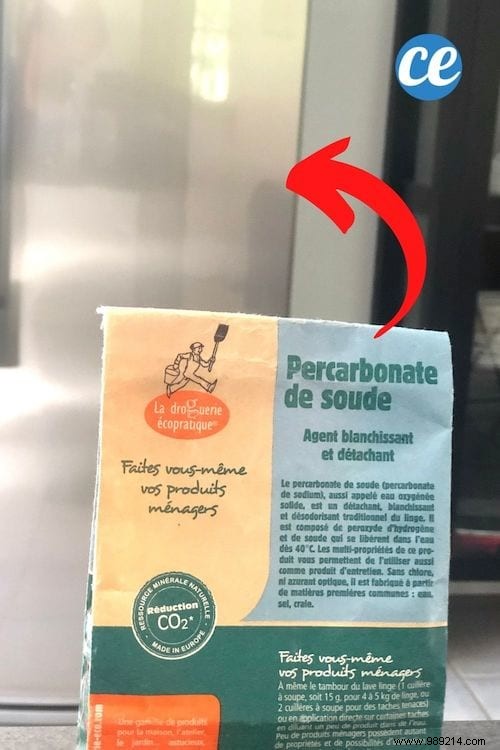 ce
La droguerie
écopratique®
Faites vous-même
vos produits
ménagers
RESSOURCE MINÉRALE NATURELLE
Réduction
CO2*
MADE IN EUROPE
Percarbonate
de soude
Agent blanchissant
et détachant
Le percarbonate de soude (percarbonate
de sodium), aussi appelé eau oxygénée
solide, est un détachant, blanchissant
et désodorisant traditionnel du linge. Il
est composé de peroxyde d'hydrogène
et de soude qui se libèrent dans l'eau
dès 40°C. Les multi-propriétés de ce pro-
duit vous permettent de l'utiliser aussi
comme produit d'entretien. Sans chlore,
ni azurant optique, il est fabriqué à partir
de matières premières communes : eau,
sel, craie.
Faites vous-même
vos produits ménagers
À même le tambour du lave linge (1 cuillère
à soupe, soit 15 g, pour 4 à 5 kg de linge, ou
2 cuillères à soupe pour des taches tenaces)
ou en application directe sur certaines taches
en diluant un peu de produit dans de l'eau.
Peu de produits ménagers possèdent autant
de propriétés et de possibilités d'
Une gamme de produits
pour la maison, l'atelier,
le jardin, astucieux,
www.989214.com